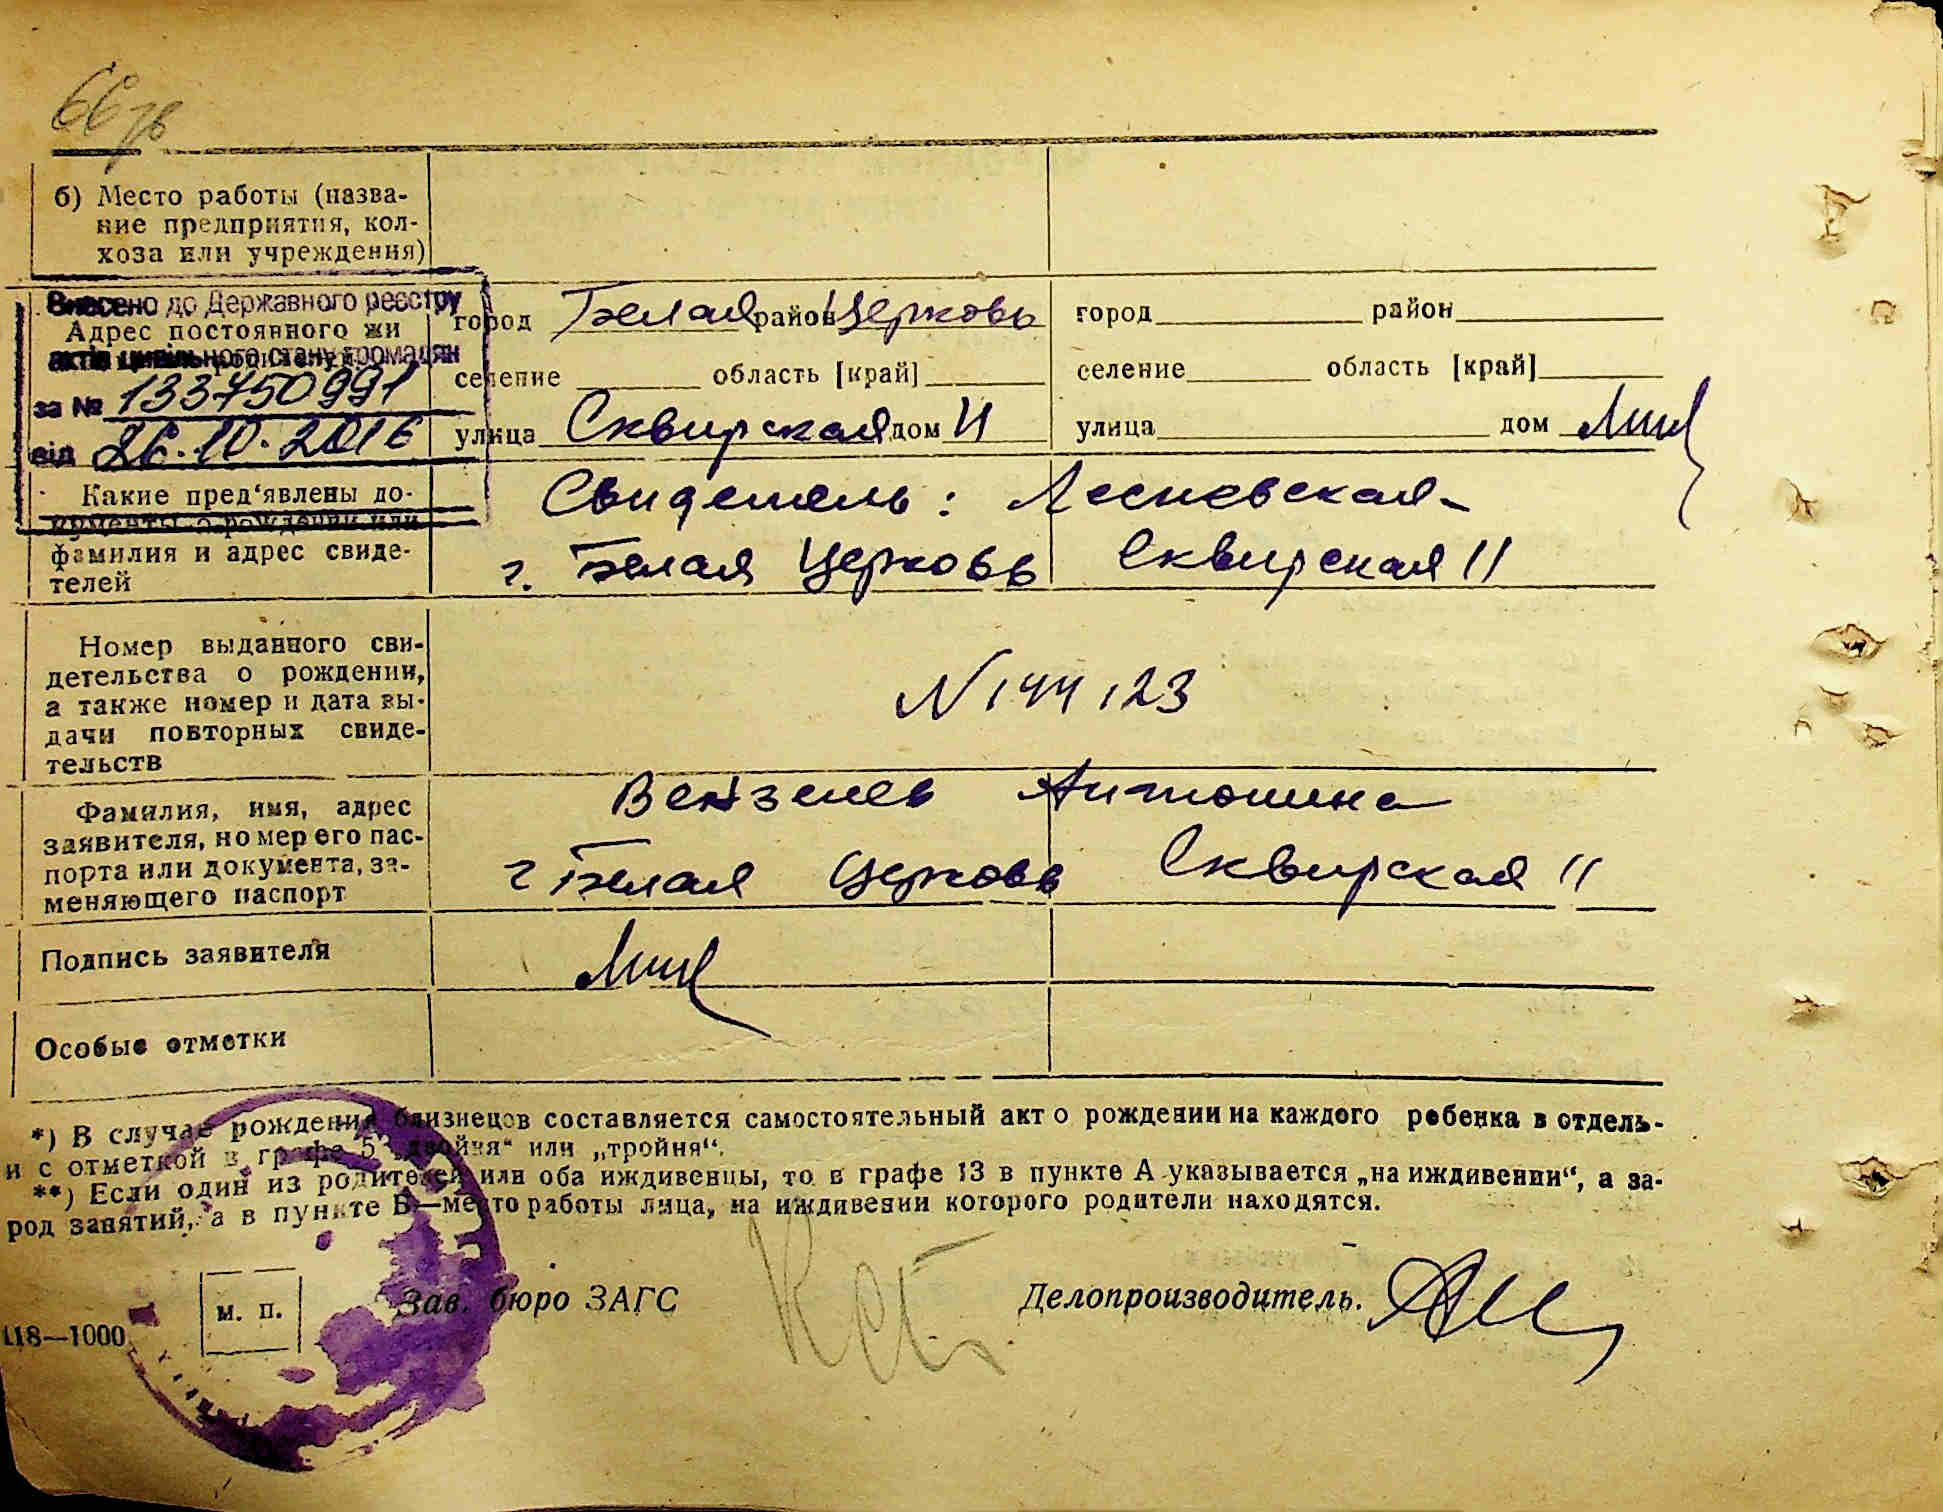 66 зв
б) Место работы (назва-
ние предприятия, кол-
хоза или учреждения)
Внесено до Державного реєстру
актів цивільного стану громадян
за № 133750991
від 26.10.2016
Адрес постоянного жи
город Белая район Церковь
селение область [край]
улица Сквирская дом 11
город район
селение область [край]
улица дом
Какие пред‘явлены до-
кументы о рождении или
фамилия и адрес свиде-
телей
Свидетель: Лесневская
г. Белая Церковь Сквирская 11
Номер выданного сви-
детельства о рождении,
а также номер и дата вы-
дачи повторных свиде-
тельств
N 144123
Фамилия, имя, адрес
заявителя, номер его пас-
порта или документа, за-
меняющего паспорт
Антонина
г Белая Церковь Сквирская 11
Подпись заявителя
Особые отметки
*) В случае рождения близнецов составляется самостоятельный акт о рождении на каждого ребенка в отдель-
и с отметкой в графе 5 „двойня“ или „тройня“.
**) Если один из родителей или оба иждивенцы, то в графе 13 в пункте А указывается „на иждивении“, а за-
род занятий, а в пункте Б—место работы лица, на иждивении которого родители находятся.
м. п.
Зав. бюро ЗАГС
Делопроизводитель.
118—1000